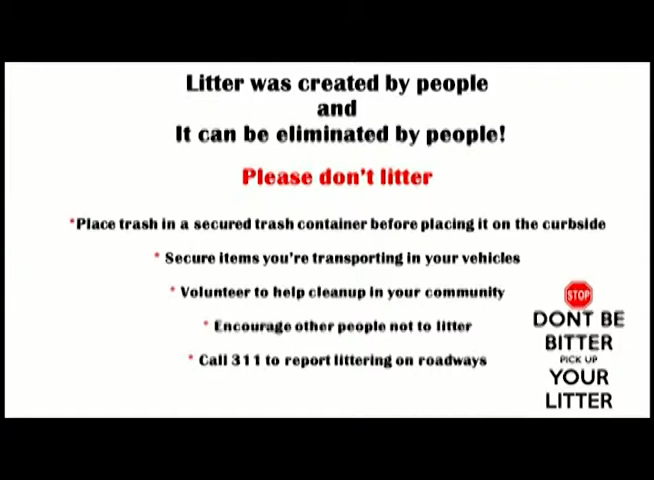 Litter was created by people
and
It can be eliminated by people!
Please don't litter
*Place trash in a secured trash container before placing it on the curbside
* Secure items you're transporting in your vehicles
* Volunteer to help cleanup in your community
* Encourage other people not to litter
* Call 311 to report littering on roadways
STOP
DONT BE
BITTER
PICK UP
YOUR
LITTER